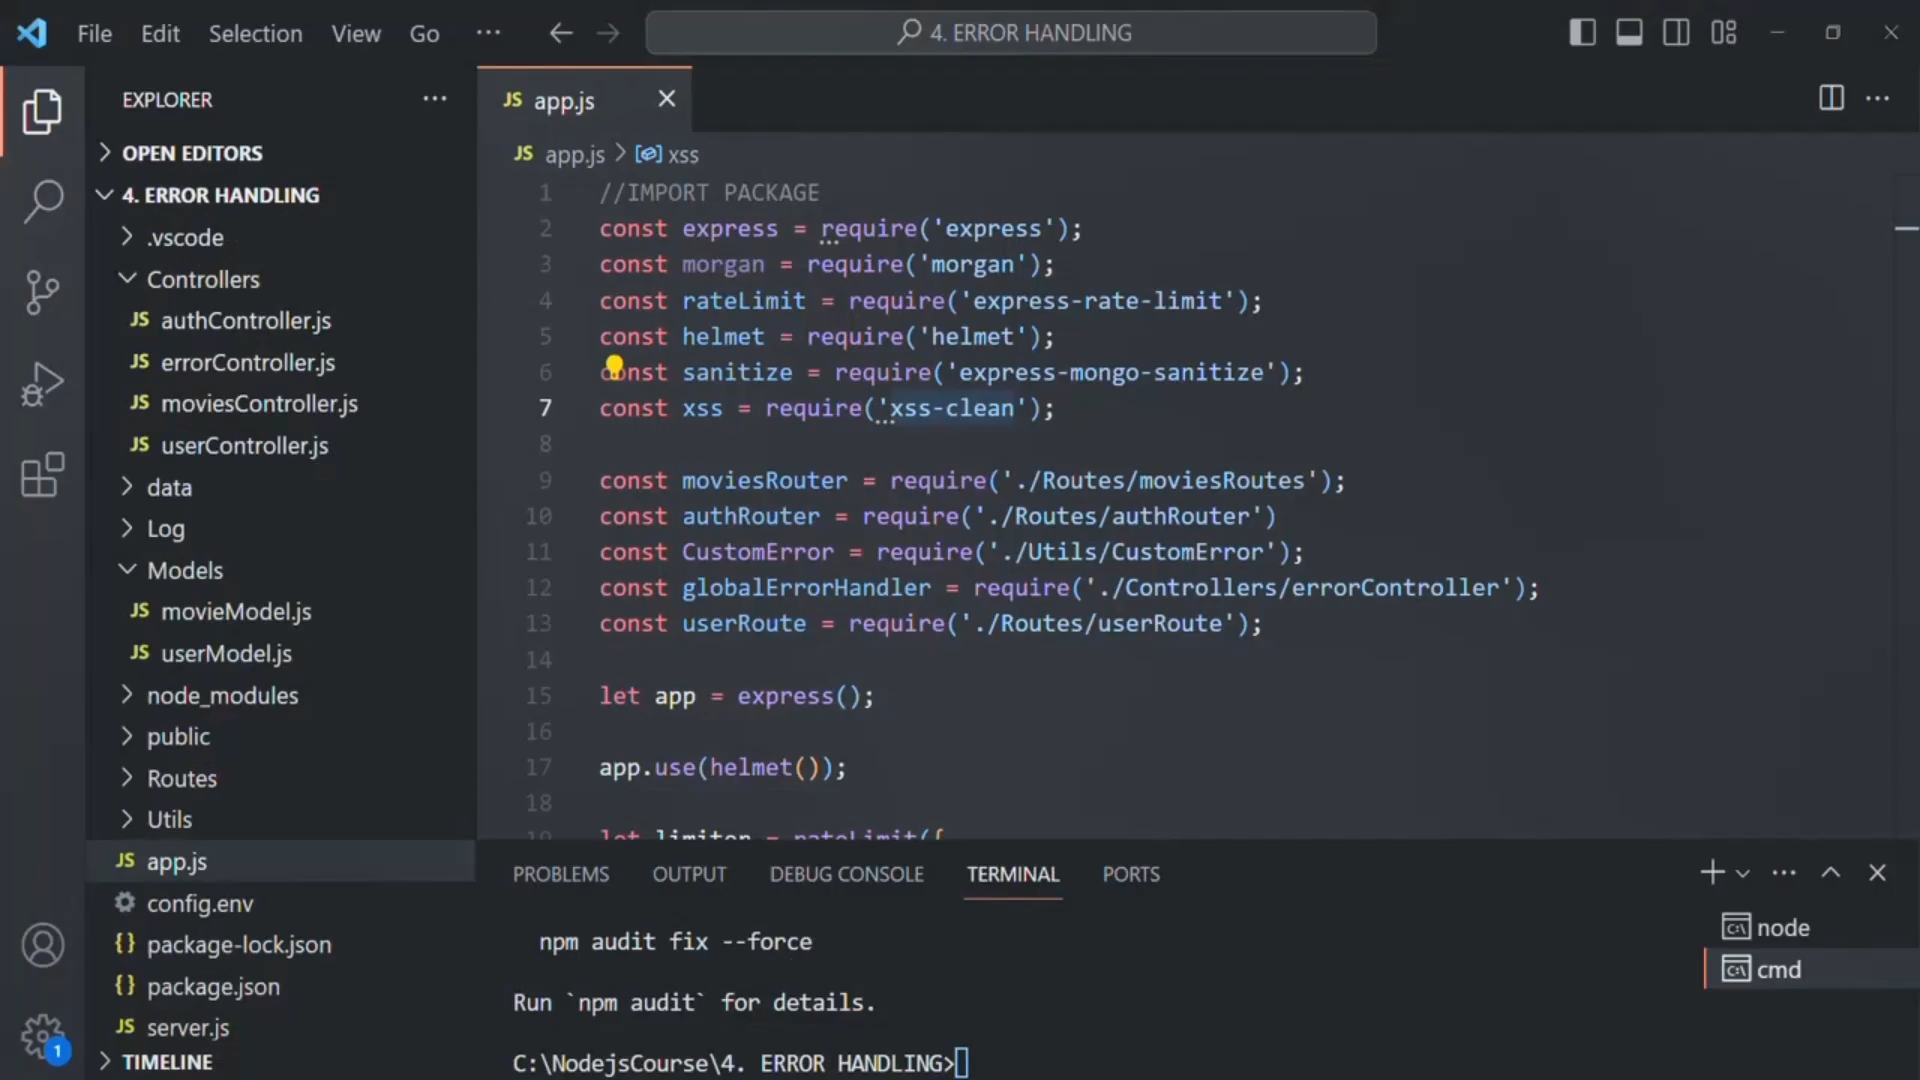 File Edit Selection View Go ··· 4. ERROR HANDLING
EXPLORER ···
OPEN EDITORS
4. ERROR HANDLING
.vscode
Controllers
JS authController.js
JS errorController.js
JS moviesController.js
JS userController.js
data
Log
Models
JS movieModel.js
JS userModel.js
node_modules
public
Routes
Utils
JS app.js
config.env
{} package-lock.json
{} package.json
JS server.js
TIMELINE
1
JS app.js
JS app.js > xss
1 //IMPORT PACKAGE
2 const express = require('express');
3 const morgan = require('morgan');
4 const rateLimit = require('express-rate-limit');
5 const helmet = require('helmet');
6 const sanitize = require('express-mongo-sanitize');
7 const xss = require('xss-clean');
8
9 const moviesRouter = require('./Routes/moviesRoutes');
10 const authRouter = require('./Routes/authRouter')
11 const CustomError = require('./Utils/CustomError');
12 const globalErrorHandler = require('./Controllers/errorController');
13 const userRoute = require('./Routes/userRoute');
14
15 let app = express();
16
17 app.use(helmet());
18
19 let limiter = rateLimit({
PROBLEMS OUTPUT DEBUG CONSOLE TERMINAL PORTS
npm audit fix --force
Run `npm audit` for details.
C:\NodejsCourse\4. ERROR HANDLING>
node
cmd